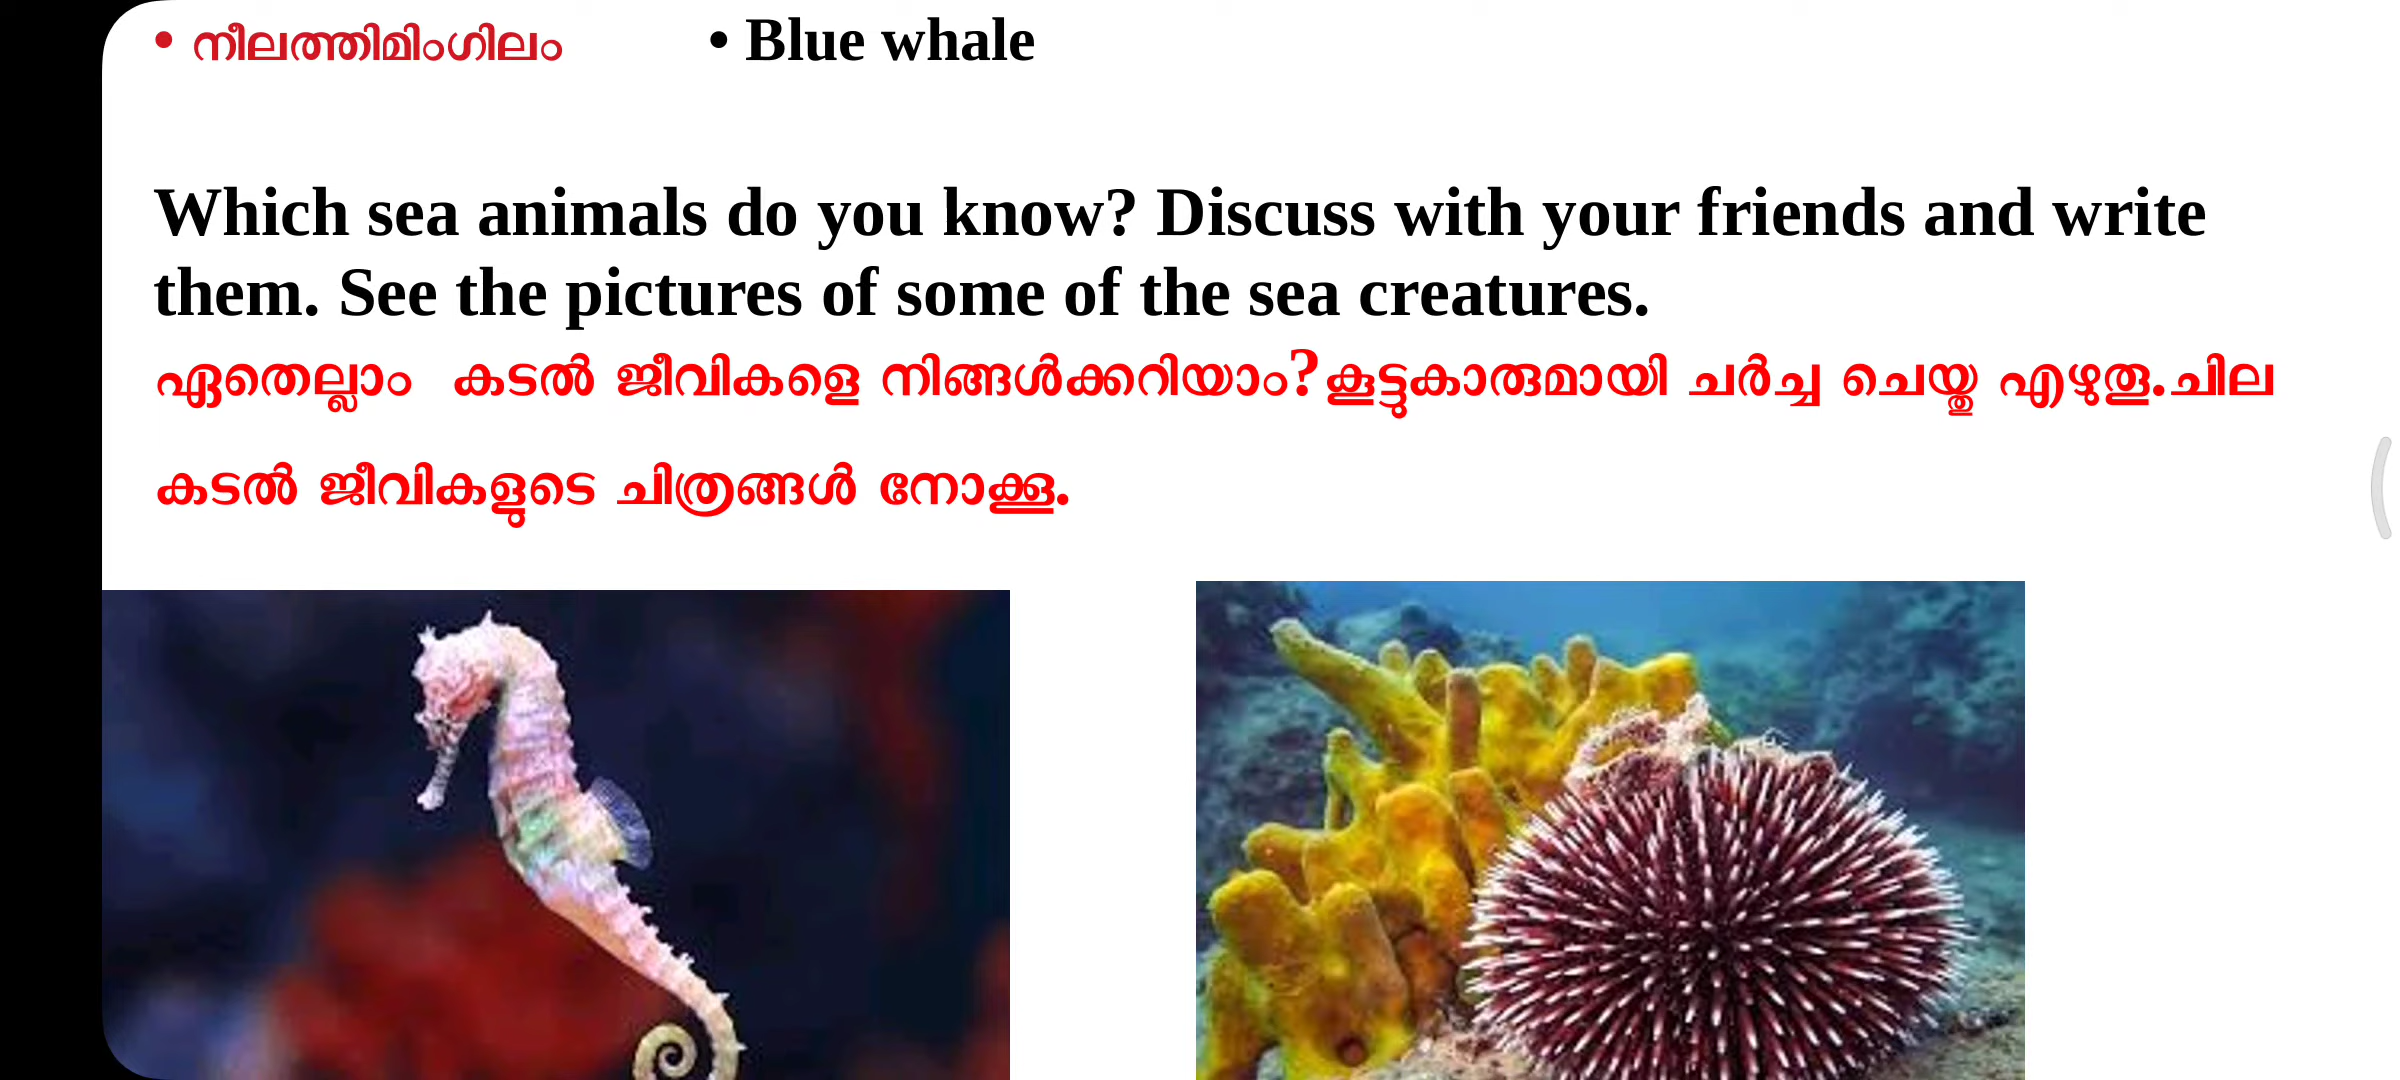 • നീലത്തിമിംഗിലം • Blue whale
Which sea animals do you know? Discuss with your friends and write
them. See the pictures of some of the sea creatures.
ഏതെല്ലാം കടൽ ജീവികളെ നിങ്ങൾക്കറിയാം?കൂട്ടുകാരുമായി ചർച്ച ചെയ്തു എഴുതൂ.ചില
കടൽ ജീവികളുടെ ചിത്രങ്ങൾ നോക്കൂ.